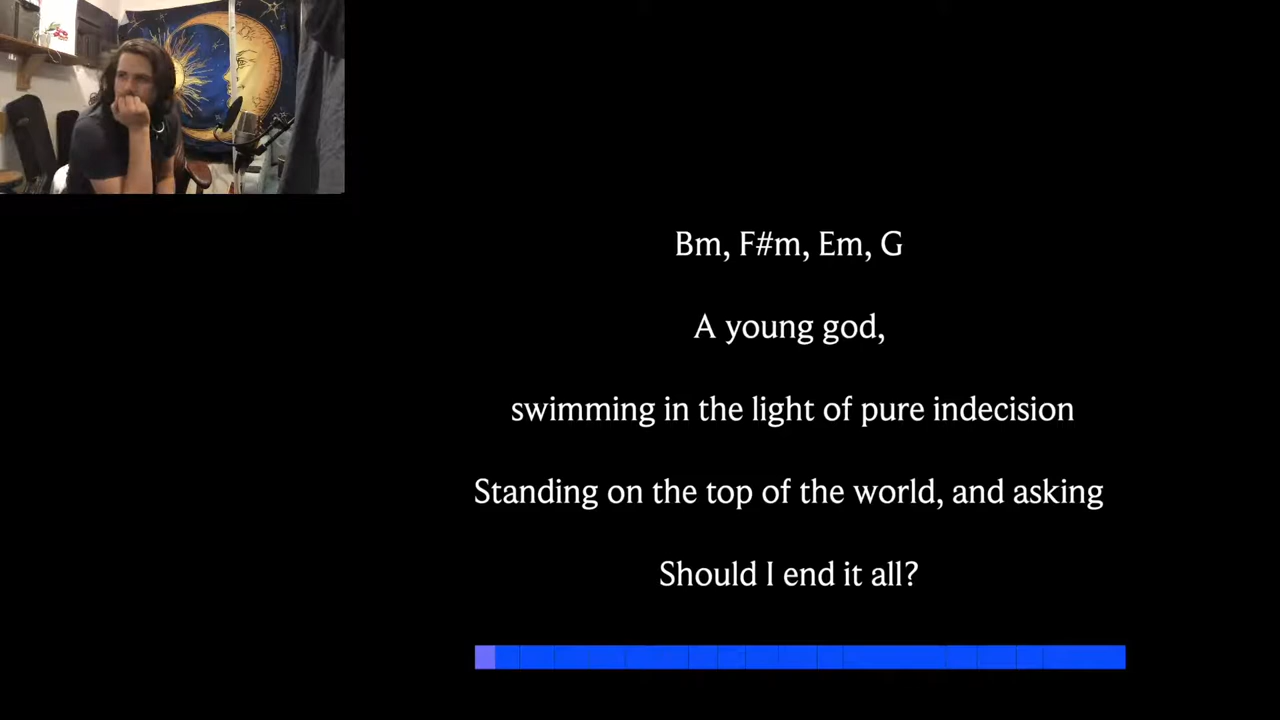 Bm, F#m, Em, G
A young god,
swimming in the light of pure indecision
Standing on the top of the world, and asking
Should I end it all?